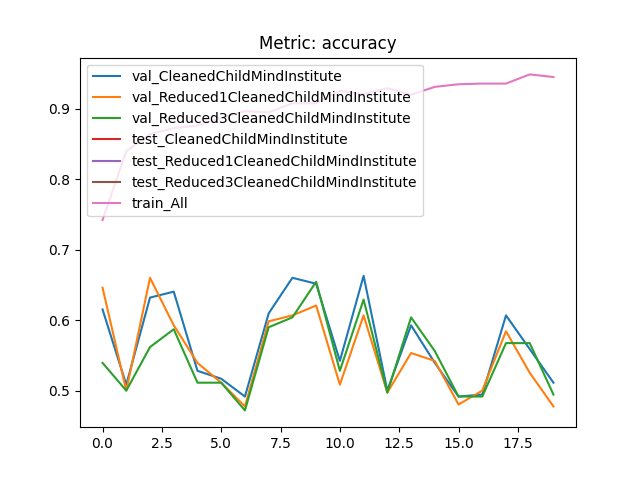 Metric: accuracy
val_CleanedChildMindInstitute
val_Reduced1CleanedChildMindInstitute
val_Reduced3CleanedChildMindInstitute
test_CleanedChildMindInstitute
test_Reduced1CleanedChildMindInstitute
test_Reduced3CleanedChildMindInstitute
train_All
0.9
0.8
0.7
0.6
0.5
0.0 2.5 5.0 7.5 10.0 12.5 15.0 17.5